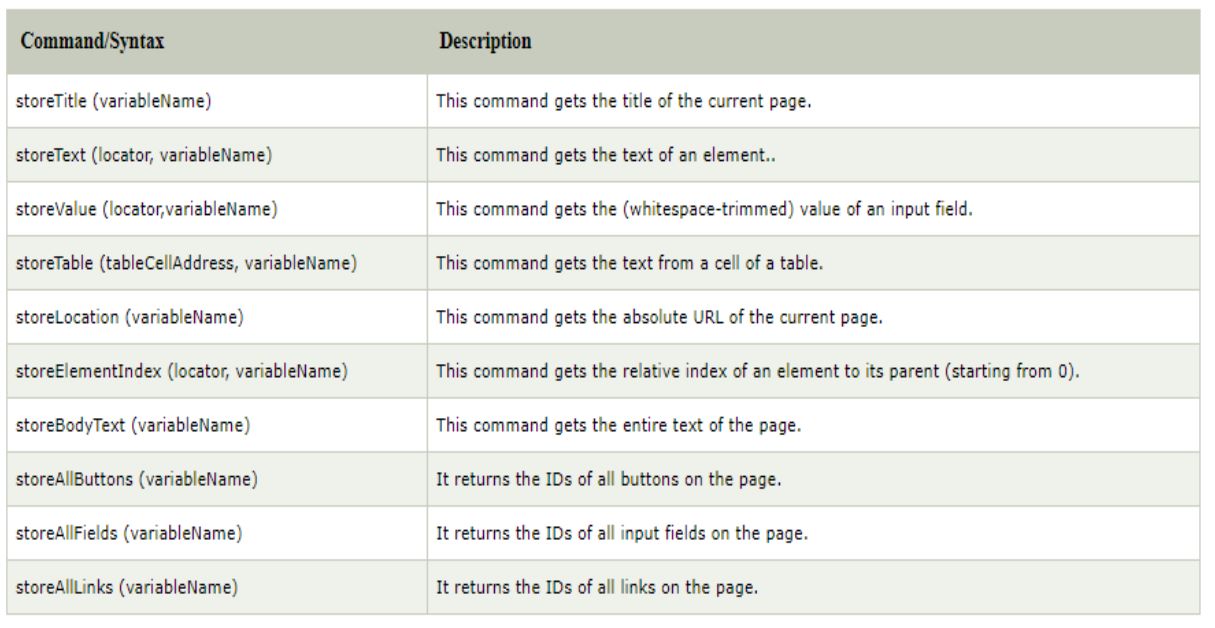 Command/Syntax Description
storeTitle (variableName) This command gets the title of the current page.
storeText (locator, variableName) This command gets the text of an element..
storeValue (locator,variableName) This command gets the (whitespace-trimmed) value of an input field.
storeTable (tableCellAddress, variableName) This command gets the text from a cell of a table.
storeLocation (variableName) This command gets the absolute URL of the current page.
storeElementIndex (locator, variableName) This command gets the relative index of an element to its parent (starting from 0).
storeBodyText (variableName) This command gets the entire text of the page.
storeAllButtons (variableName) It returns the IDs of all buttons on the page.
storeAllFields (variableName) It returns the IDs of all input fields on the page.
storeAllLinks (variableName) It returns the IDs of all links on the page.